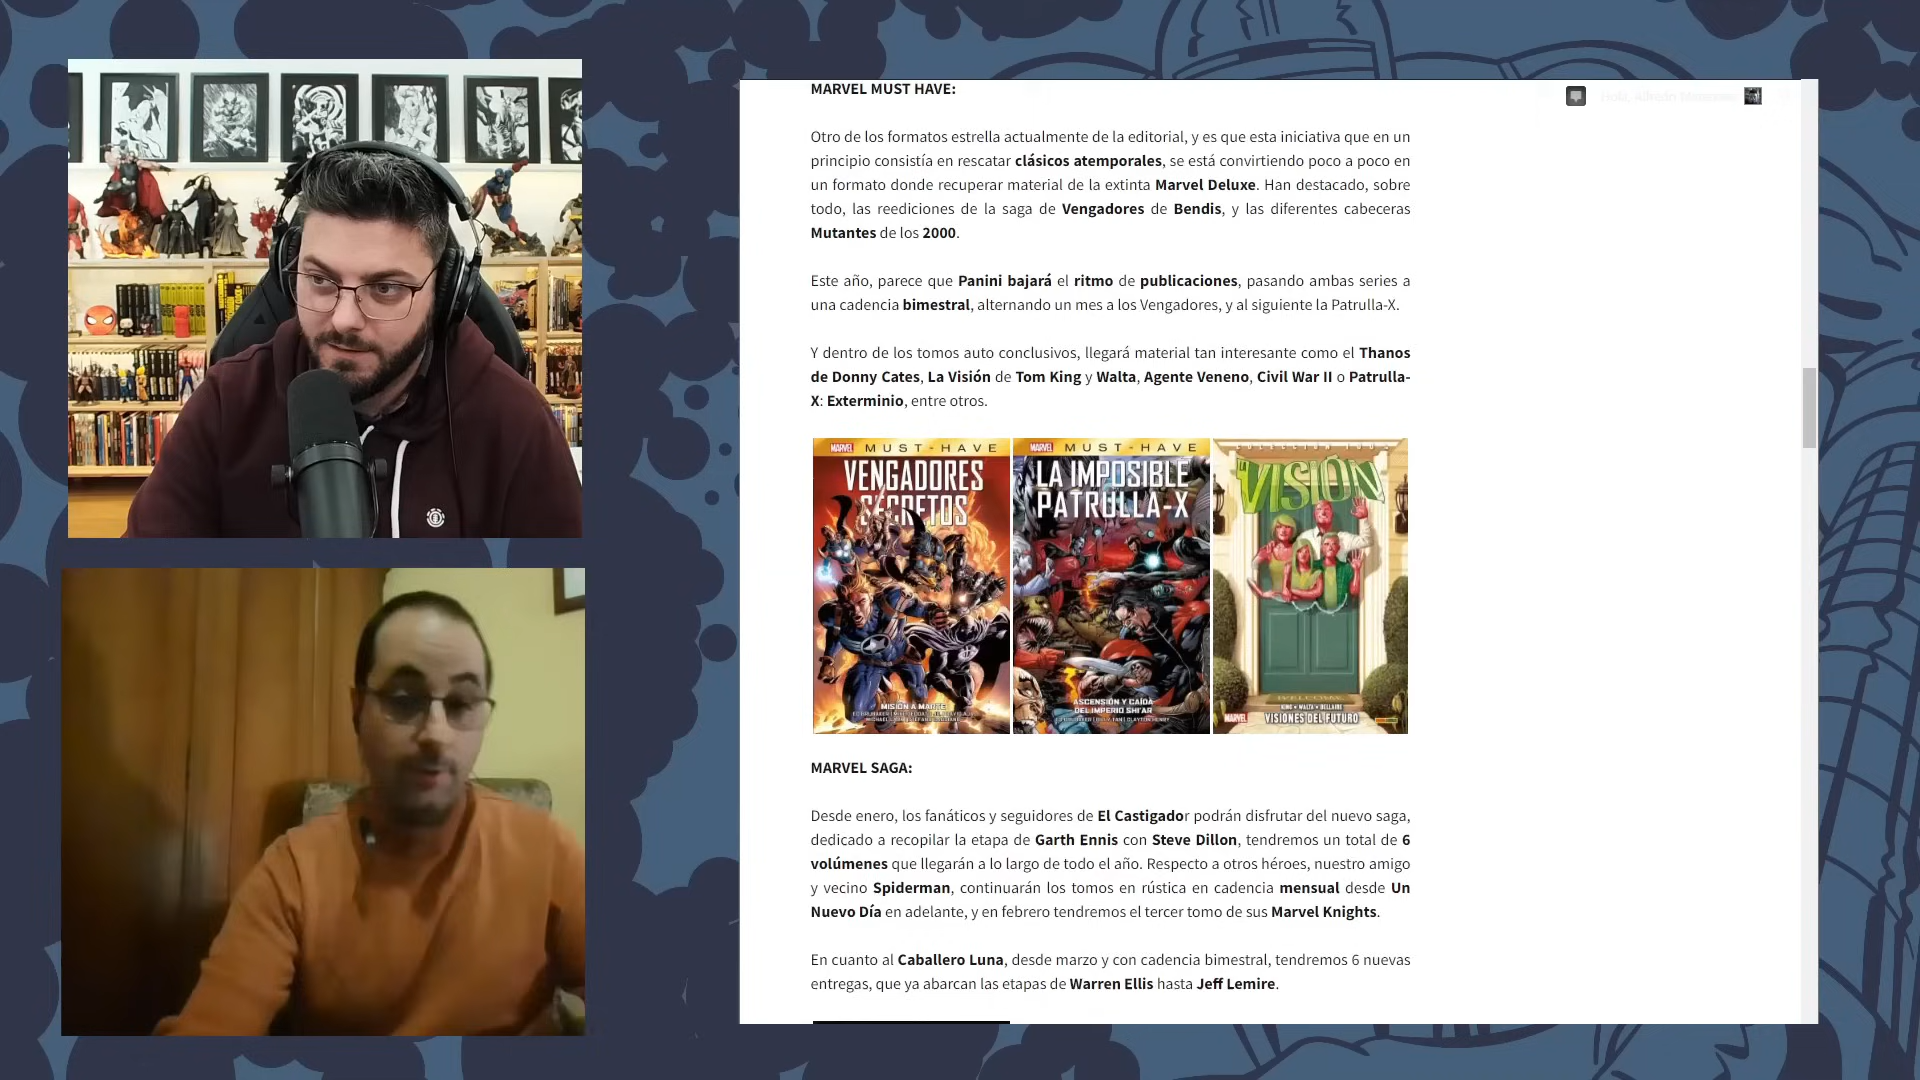 MARVEL MUST HAVE:
Otro de los formatos estrella actualmente de la editorial, y es que esta iniciativa que en un
principio consistía en rescatar clásicos atemporales, se está convirtiendo poco a poco en
un formato donde recuperar material de la extinta Marvel Deluxe. Han destacado, sobre
todo, las reediciones de la saga de Vengadores de Bendis, y las diferentes cabeceras
Mutantes de los 2000.
Este año, parece que Panini bajará el ritmo de publicaciones, pasando ambas series a
una cadencia bimestral, alternando un mes a los Vengadores, y al siguiente la Patrulla-X.
Y dentro de los tomos auto conclusivos, llegará material tan interesante como el Thanos
de Donny Cates, La Visión de Tom King y Walta, Agente Veneno, Civil War II o Patrulla-
X: Exterminio, entre otros.
MARVEL MUST-HAVE
VENGADORES
SECRETOS
MISIÓN A MARTE
MARVEL MUST-HAVE
LA IMPOSIBLE
PATRULLA-X
ASCENSIÓN Y CAÍDA
DEL IMPERIO SHI'AR
LA
VISIÓN
WELCOME
KING • WALTA • BELLAIRE
MARVEL
VISIONES DEL FUTURO
MARVEL SAGA:
Desde enero, los fanáticos y seguidores de El Castigador podrán disfrutar del nuevo saga,
dedicado a recopilar la etapa de Garth Ennis con Steve Dillon, tendremos un total de 6
volúmenes que llegarán a lo largo de todo el año. Respecto a otros héroes, nuestro amigo
y vecino Spiderman, continuarán los tomos en rústica en cadencia mensual desde Un
Nuevo Día en adelante, y en febrero tendremos el tercer tomo de sus Marvel Knights.
En cuanto al Caballero Luna, desde marzo y con cadencia bimestral, tendremos 6 nuevas
entregas, que ya abarcan las etapas de Warren Ellis hasta Jeff Lemire.